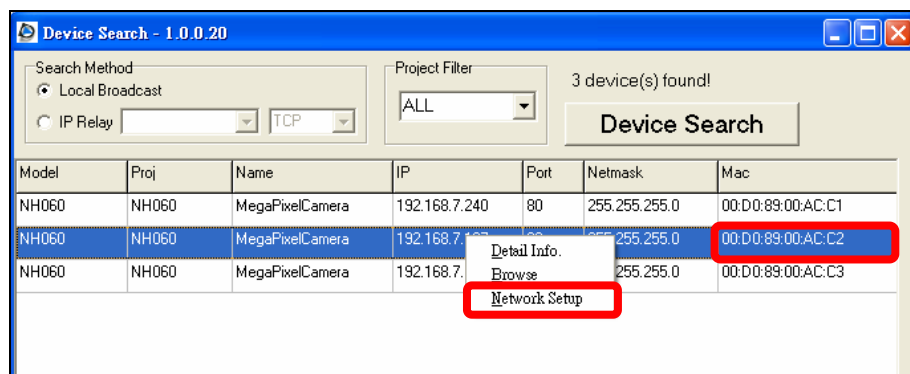 Device Search - 1.0.0.20
Search Method
Local Broadcast
IP Relay TCP
Project Filter
ALL
3 device(s) found!
Device Search
Model Proj Name IP Port Netmask Mac
NH060 NH060 MegaPixelCamera 192.168.7.240 80 255.255.255.0 00:D0:89:00:AC:C1
NH060 NH060 MegaPixelCamera 192.168.7. 255.255.0 00:D0:89:00:AC:C2
Detail Info.
NH060 NH060 MegaPixelCamera 192.168.7. 255.255.0 00:D0:89:00:AC:C3
Browse
Network Setup